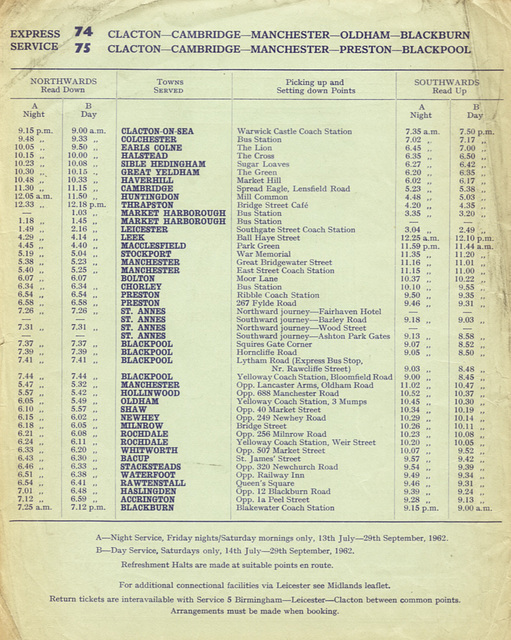 EXPRESS SERVICE 74 CLACTON—CAMBRIDGE—MANCHESTER—OLDHAM—BLACKBURN
75 CLACTON—CAMBRIDGE—MANCHESTER—PRESTON—BLACKPOOL
NORTHWARDS Read Down TOWNS SERVED Picking up and Setting down Points SOUTHWARDS Read Up
A Night B Day A Night B Day
9.15 p.m. 9.00 a.m. CLACTON-ON-SEA Warwick Castle Coach Station 7.35 a.m. 7.50 p.m.
9.48 „ 9.33 „ COLCHESTER Bus Station 7.02 „ 7.17 „
10.05 „ 9.50 „ EARLS COLNE The Lion 6.45 „ 7.00 „
10.15 „ 10.00 „ HALSTEAD The Cross 6.35 „ 6.50 „
10.23 „ 10.08 „ SIBLE HEDINGHAM Sugar Loaves 6.27 „ 6.42 „
10.30 „ 10.15 „ GREAT YELDHAM The Green 6.20 „ 6.35 „
10.48 „ 10.33 „ HAVERHILL Market Hill 6.02 „ 6.17 „
11.30 „ 11.15 „ CAMBRIDGE Spread Eagle, Lensfield Road 5.23 „ 5.38 „
12.05 a.m. 11.50 „ HUNTINGDON Mill Common 4.48 „ 5.03 „
12.33 „ 12.18 p.m. THRAPSTON Bridge Street Café 4.20 „ 4.35 „
— 1.03 „ MARKET HARBOROUGH Bus Station 3.35 „ 3.20 „
1.18 „ 1.45 „ MARKET HARBOROUGH Bus Station — —
1.49 „ 2.16 „ LEICESTER Southgate Street Coach Station 3.04 „ 2.49 „
4.29 „ 4.14 „ LEEK Ball Haye Street 12.25 a.m. 12.10 p.m.
4.45 „ 4.40 „ MACCLESFIELD Park Green 11.59 p.m. 11.44 a.m.
5.19 „ 5.04 „ STOCKPORT War Memorial 11.35 „ 11.20 „
5.38 „ 5.23 „ MANCHESTER Great Bridgewater Street 11.16 „ 11.01 „
5.40 „ 5.25 „ MANCHESTER East Street Coach Station 11.15 „ 11.00 „
6.07 „ 6.07 „ BOLTON Moor Lane 10.37 „ 10.22 „
6.34 „ 6.34 „ CHORLEY Bus Station 10.10 „ 9.55 „
6.54 „ 6.54 „ PRESTON Ribble Coach Station 9.50 „ 9.35 „
6.58 „ 6.58 „ PRESTON 267 Fylde Road 9.46 „ 9.31 „
7.26 „ 7.26 „ ST. ANNES Northward journey—Fairhaven Hotel — —
— — ST. ANNES Southward journey—Bazley Road 9.18 „ 9.03 „
7.31 „ 7.31 „ ST. ANNES Northward journey—Wood Street — —
— — ST. ANNES Southward journey—Ashton Park Gates 9.13 „ 8.58 „
7.37 „ 7.37 „ BLACKPOOL Squires Gate Corner 9.07 „ 8.52 „
7.39 „ 7.39 „ BLACKPOOL Horncliffe Road 9.05 „ 8.50 „
7.41 „ 7.41 „ BLACKPOOL Lytham Road (Express Bus Stop,
Nr. Rawcliffe Street) 9.03 „ 8.48 „
7.44 „ 7.44 „ BLACKPOOL Yelloway Coach Station, Bloomfield Road 9.00 „ 8.45 „
5.47 „ 5.32 „ MANCHESTER Opp. Lancaster Arms, Oldham Road 11.02 „ 10.47 „
5.57 „ 5.42 „ HOLLINWOOD Opp. 688 Manchester Road 10.52 „ 10.37 „
6.05 „ 5.49 „ OLDHAM Yelloway Coach Station, 3 Mumps 10.45 „ 10.30 „
6.10 „ 5.57 „ SHAW Opp. 40 Market Street 10.34 „ 10.19 „
6.15 „ 6.02 „ NEWHEY Opp. 249 Newhey Road 10.29 „ 10.14 „
6.18 „ 6.05 „ MILNROW Bridge Street 10.26 „ 10.11 „
6.21 „ 6.08 „ ROCHDALE Opp. 256 Milnrow Road 10.23 „ 10.08 „
6.24 „ 6.11 „ ROCHDALE Yelloway Coach Station, Weir Street 10.20 „ 10.05 „
6.33 „ 6.20 „ WHITWORTH Opp. 507 Market Street 10.07 „ 9.52 „
6.43 „ 6.30 „ BACUP St. James' Street 9.57 „ 9.42 „
6.46 „ 6.33 „ STACKSTEADS Opp. 320 Newchurch Road 9.54 „ 9.39 „
6.51 „ 6.38 „ WATERFOOT Opp. Railway Inn 9.49 „ 9.34 „
6.54 „ 6.41 „ RAWTENSTALL Queen's Square 9.46 „ 9.31 „
7.01 „ 6.48 „ HASLINGDEN Opp. 12 Blackburn Road 9.39 „ 9.24 „
7.12 „ 6.59 „ ACCRINGTON Opp. 1a Peel Street 9.28 „ 9.13 „
7.25 a.m. 7.12 p.m. BLACKBURN Blakewater Coach Station 9.15 p.m. 9.00 a.m.
A—Night Service, Friday nights/Saturday mornings only, 13th July—29th September, 1962.
B—Day Service, Saturdays only, 14th July—29th September, 1962.
Refreshment Halts are made at suitable points en route.
For additional connectional facilities via Leicester see Midlands leaflet.
Return tickets are interavailable with Service 5 Birmingham—Leicester—Clacton between common points.
Arrangements must be made when booking.